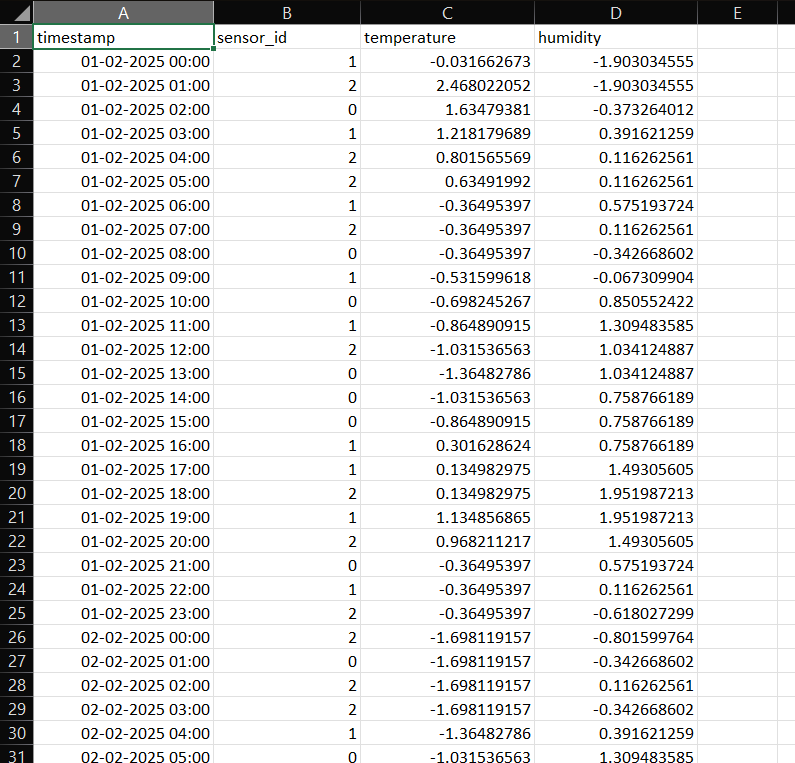 A B C D E
1 timestamp sensor_id temperature humidity
2 01-02-2025 00:00 1 -0.031662673 -1.903034555
3 01-02-2025 01:00 2 2.468022052 -1.903034555
4 01-02-2025 02:00 0 1.63479381 -0.373264012
5 01-02-2025 03:00 1 1.218179689 0.391621259
6 01-02-2025 04:00 2 0.801565569 0.116262561
7 01-02-2025 05:00 2 0.63491992 0.116262561
8 01-02-2025 06:00 1 -0.36495397 0.575193724
9 01-02-2025 07:00 2 -0.36495397 0.116262561
10 01-02-2025 08:00 0 -0.36495397 -0.342668602
11 01-02-2025 09:00 1 -0.531599618 -0.067309904
12 01-02-2025 10:00 0 -0.698245267 0.850552422
13 01-02-2025 11:00 1 -0.864890915 1.309483585
14 01-02-2025 12:00 2 -1.031536563 1.034124887
15 01-02-2025 13:00 0 -1.36482786 1.034124887
16 01-02-2025 14:00 0 -1.031536563 0.758766189
17 01-02-2025 15:00 0 -0.864890915 0.758766189
18 01-02-2025 16:00 1 0.301628624 0.758766189
19 01-02-2025 17:00 1 0.134982975 1.49305605
20 01-02-2025 18:00 2 0.134982975 1.951987213
21 01-02-2025 19:00 1 1.134856865 1.951987213
22 01-02-2025 20:00 2 0.968211217 1.49305605
23 01-02-2025 21:00 0 -0.36495397 0.575193724
24 01-02-2025 22:00 1 -0.36495397 0.116262561
25 01-02-2025 23:00 2 -0.36495397 -0.618027299
26 02-02-2025 00:00 2 -1.698119157 -0.801599764
27 02-02-2025 01:00 0 -1.698119157 -0.342668602
28 02-02-2025 02:00 2 -1.698119157 0.116262561
29 02-02-2025 03:00 2 -1.698119157 -0.342668602
30 02-02-2025 04:00 1 -1.36482786 0.391621259
31 02-02-2025 05:00 0 -1.031536563 1.309483585